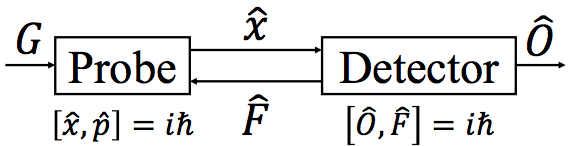 G
x̂
Ô
Probe
Detector
F̂
[x̂, p̂] = iħ
[Ô, F̂] = iħ